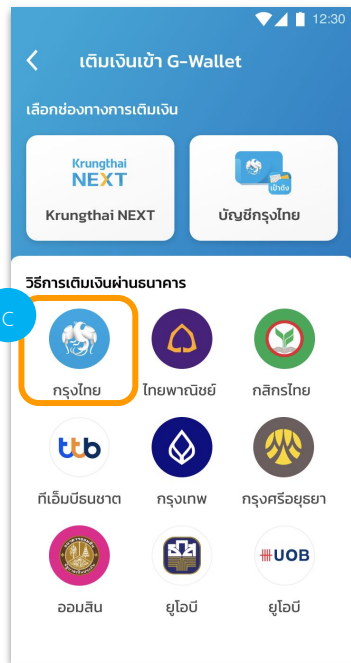 12:30
เติมเงินเข้า G-Wallet
เลือกช่องทางการเติมเงิน
Krungthai
NEXT
เป๋าตัง
Krungthai NEXT
บัญชีกรุงไทย
วิธีการเติมเงินผ่านธนาคาร
C
กรุงไทย
ไทยพาณิชย์
กสิกรไทย
ttb
ทีเอ็มบีธนชาต
กรุงเทพ
กรุงศรีอยุธยา
UOB
ออมสิน
ยูโอบี
ยูโอบี